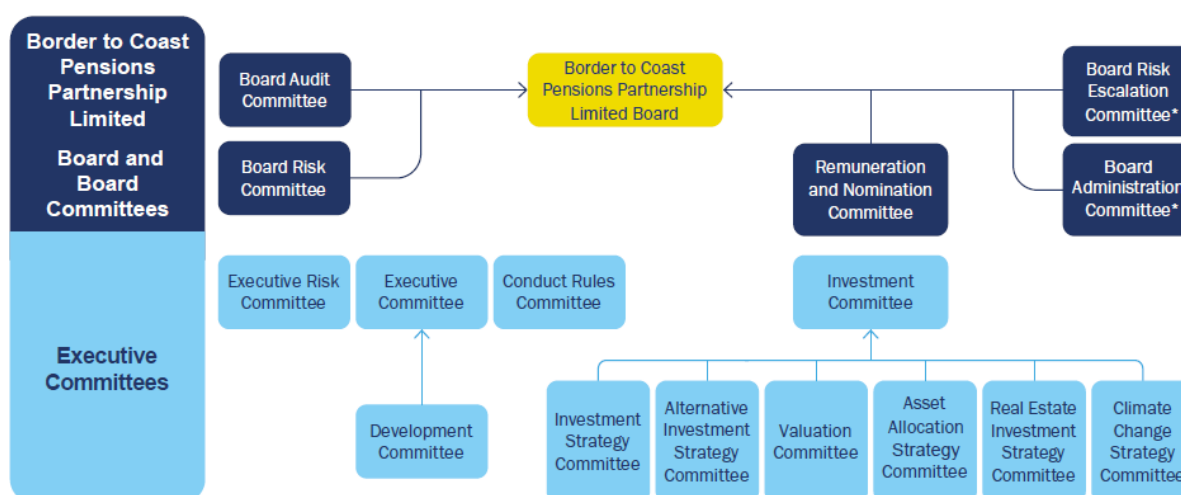 Border to Coast
Pensions
Partnership
Limited
Board and
Board
Committees
Board Audit
Committee
Board Risk
Committee
Border to Coast
Pensions Partnership
Limited Board
Remuneration
and Nomination
Committee
Board Risk
Escalation
Committee*
Board
Administration
Committee*
Executive
Committees
Executive Risk
Committee
Executive
Committee
Conduct Rules
Committee
Investment
Committee
Development
Committee
Investment
Strategy
Committee
Alternative
Investment
Strategy
Committee
Valuation
Committee
Asset
Allocation
Strategy
Committee
Real Estate
Investment
Strategy
Committee
Climate
Change
Strategy
Committee